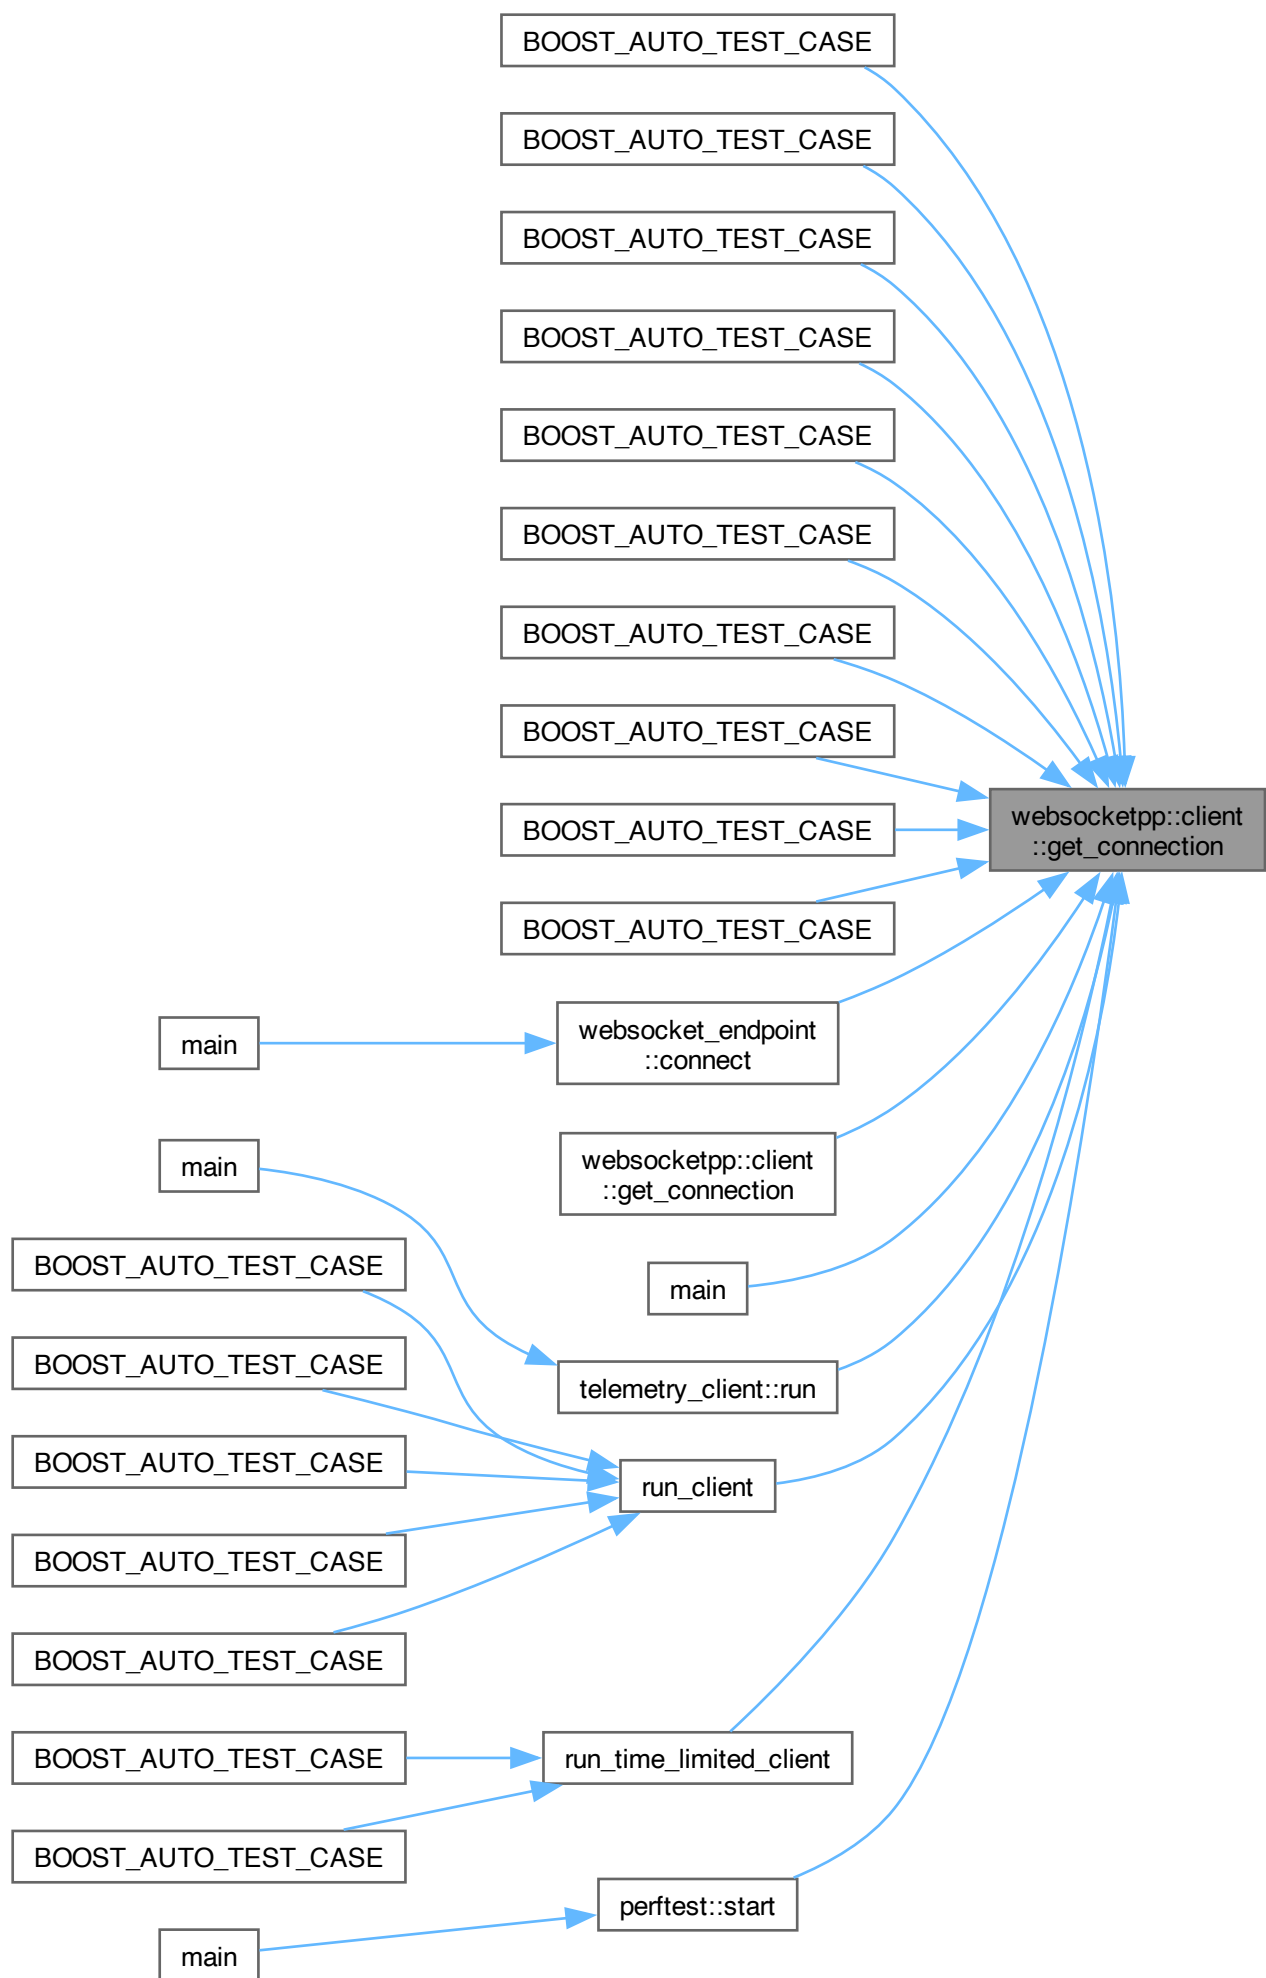 BOOST_AUTO_TEST_CASE
BOOST_AUTO_TEST_CASE
BOOST_AUTO_TEST_CASE
BOOST_AUTO_TEST_CASE
BOOST_AUTO_TEST_CASE
BOOST_AUTO_TEST_CASE
BOOST_AUTO_TEST_CASE
BOOST_AUTO_TEST_CASE
websocketpp::client
::get_connection
BOOST_AUTO_TEST_CASE
BOOST_AUTO_TEST_CASE
websocket_endpoint
::connect
main
main
websocketpp::client
::get_connection
BOOST_AUTO_TEST_CASE
main
BOOST_AUTO_TEST_CASE
telemetry_client::run
BOOST_AUTO_TEST_CASE
run_client
BOOST_AUTO_TEST_CASE
BOOST_AUTO_TEST_CASE
BOOST_AUTO_TEST_CASE
run_time_limited_client
BOOST_AUTO_TEST_CASE
perftest::start
main